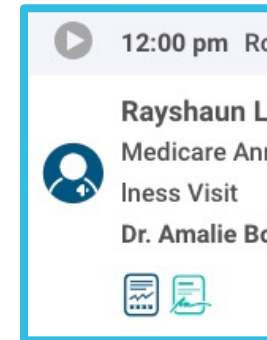 12:00 pm Ro
Rayshaun L
Medicare Ann
lness Visit
Dr. Amalie Bo